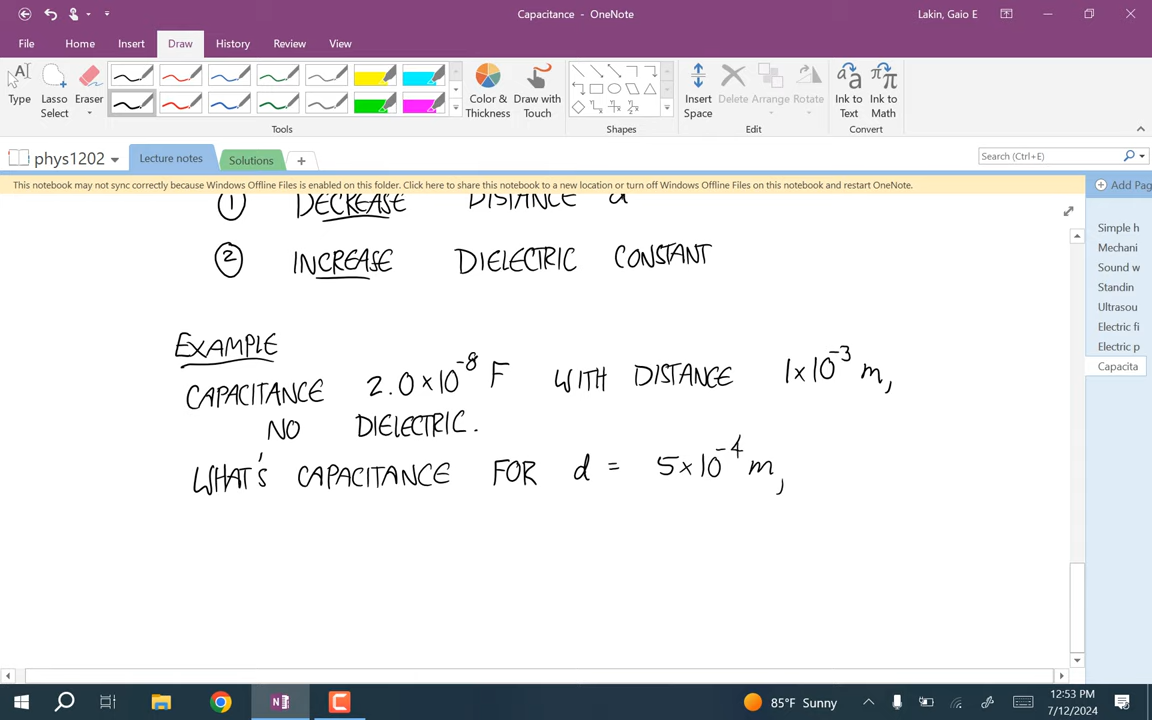 Capacitance - OneNote
Lakin, Gaio E
File Home Insert Draw History Review View
Type
Lasso Select
Eraser
Color & Thickness
Draw with Touch
Insert Space
Delete
Arrange
Rotate
Ink to Text
Ink to Math
Tools
Shapes
Edit
Convert
phys1202
Lecture notes
Solutions
Search (Ctrl+E)
This notebook may not sync correctly because Windows Offline Files is enabled on this folder. Click here to share this notebook to a new location or turn off Windows Offline Files on this notebook and restart OneNote.
Add Pag
Simple h
Mechani
Sound w
Standin
Ultrasou
Electric fi
Electric p
Capacita
① DECREASE DISTANCE d
② INCREASE DIELECTRIC CONSTANT
EXAMPLE
CAPACITANCE 2.0×10⁻⁸ F WITH DISTANCE 1×10⁻³ m,
NO DIELECTRIC.
WHAT'S CAPACITANCE FOR d = 5×10⁻⁴ m,
85°F Sunny
12:53 PM
7/12/2024